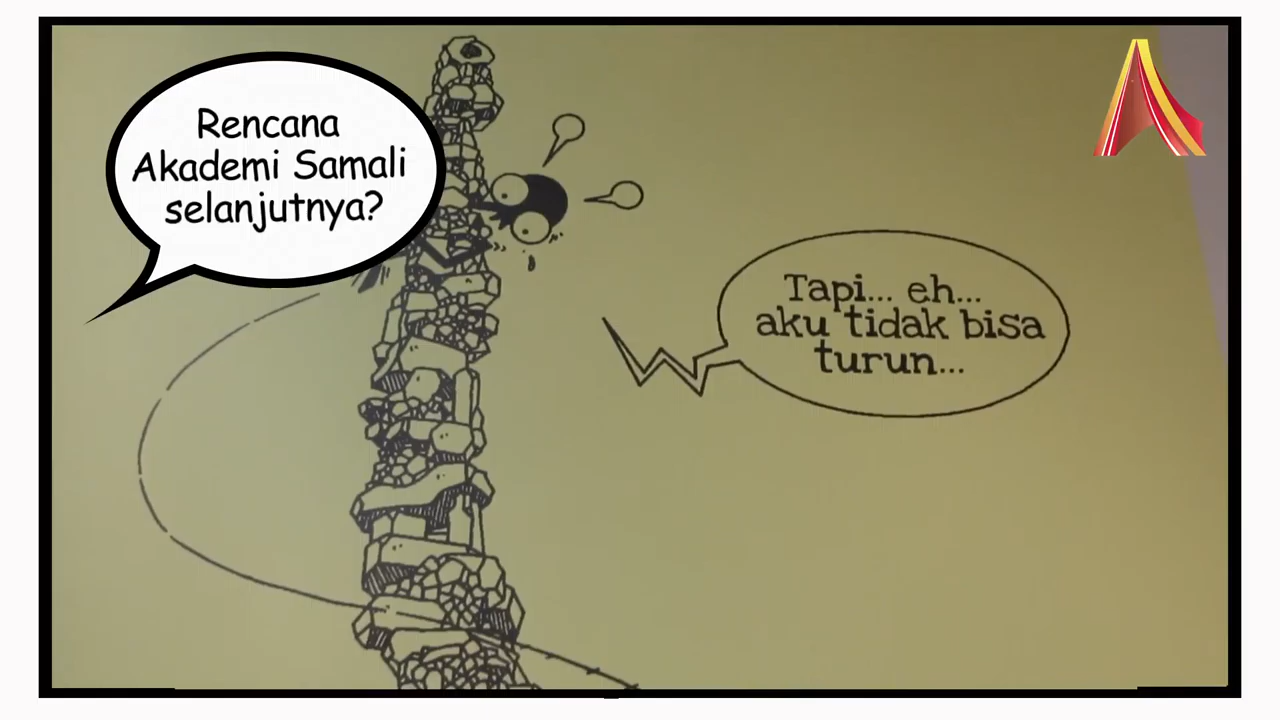 Rencana
Akademi Samali
selanjutnya?
Tapi... eh...
aku tidak bisa
turun...